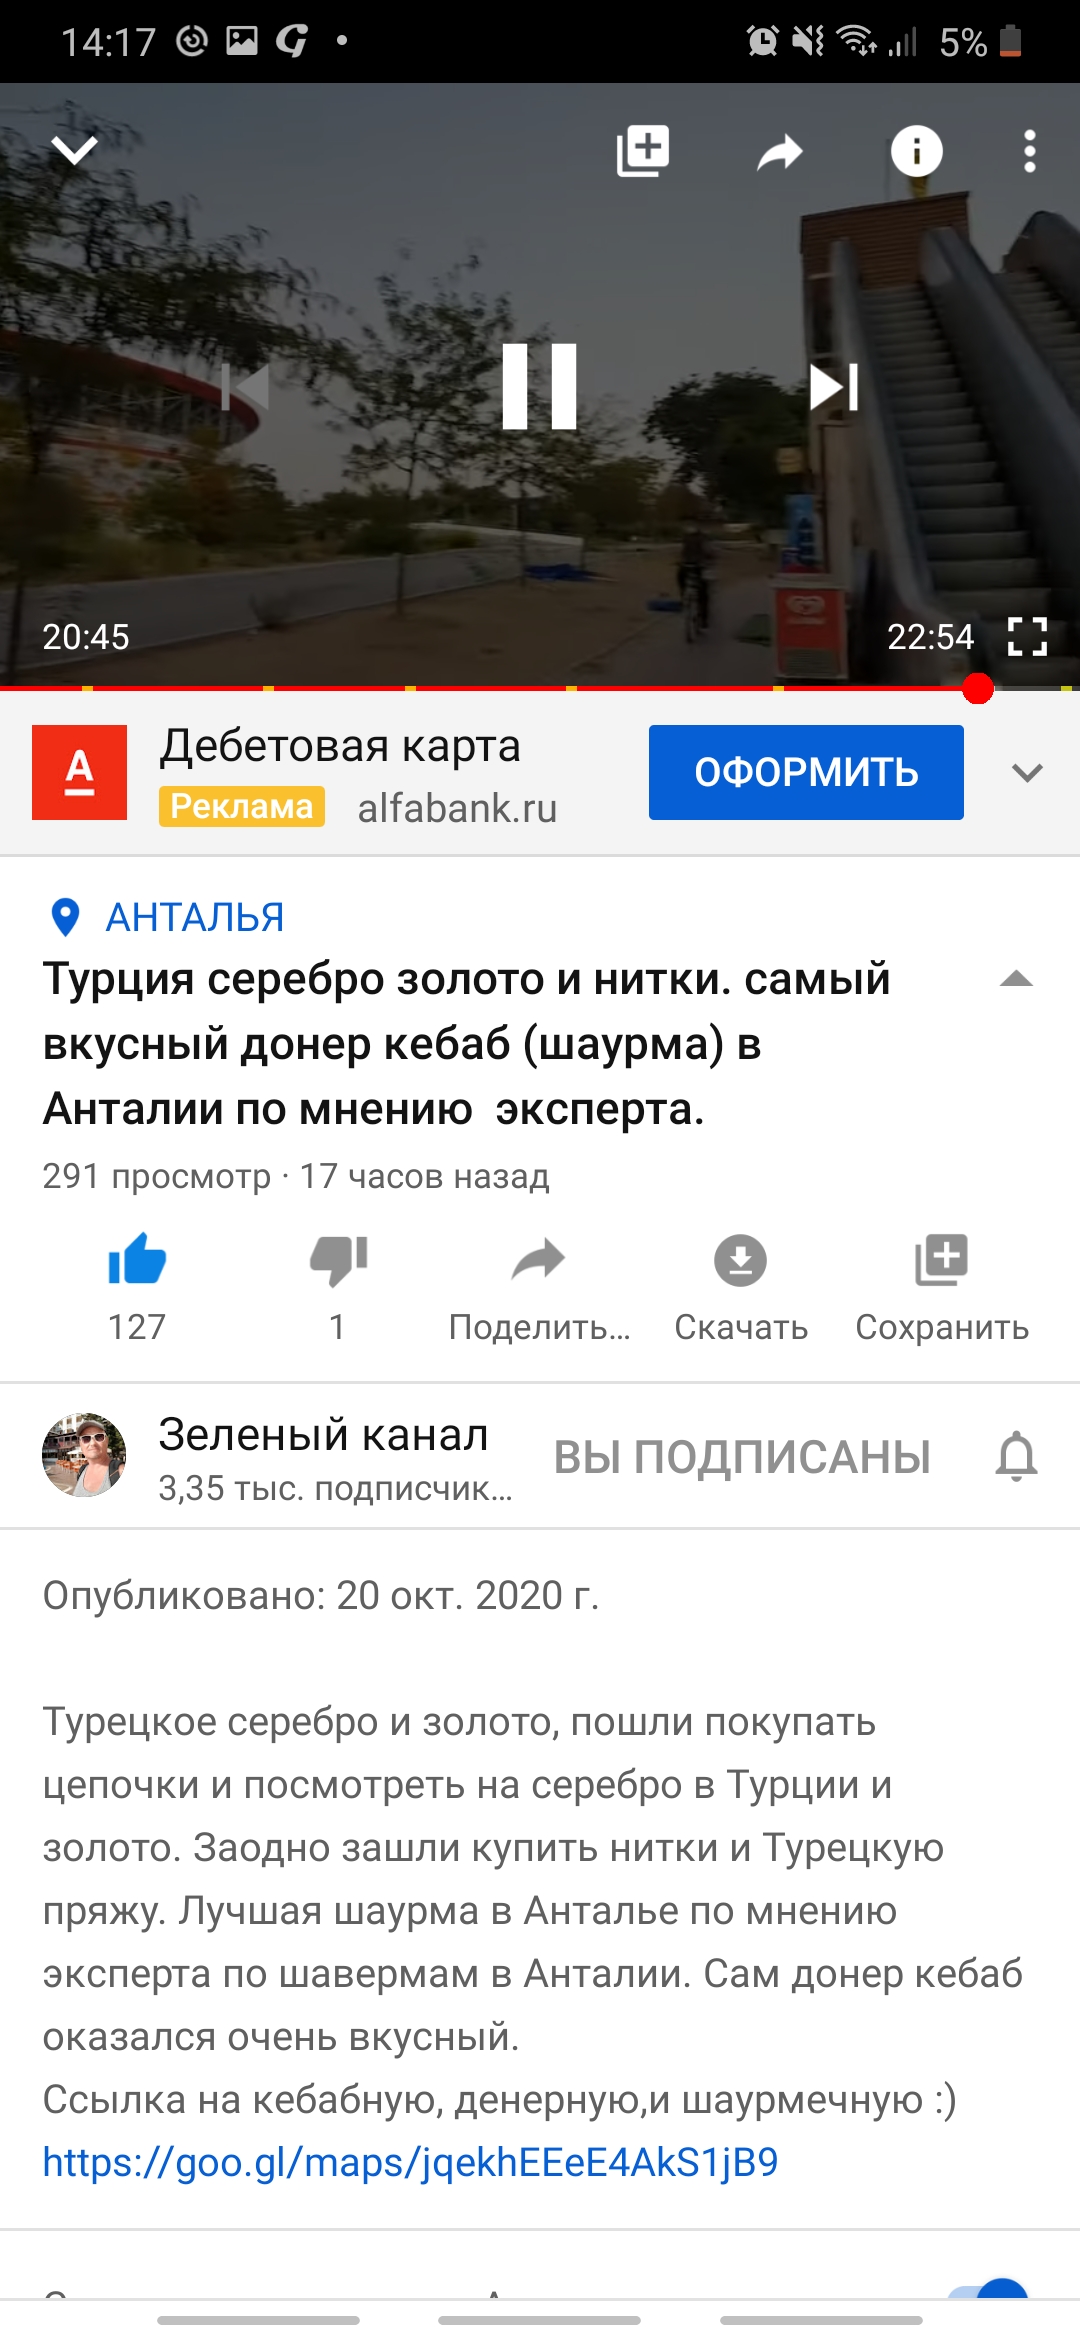 14:17
5%
20:45
22:54
А
Дебетовая карта
Реклама alfabank.ru
ОФОРМИТЬ
АНТАЛЬЯ
Турция серебро золото и нитки. самый
вкусный донер кебаб (шаурма) в
Анталии по мнению  эксперта.
291 просмотр · 17 часов назад
127
1
Поделить...
Скачать
Сохранить
Зеленый канал
3,35 тыс. подписчик...
ВЫ ПОДПИСАНЫ
Опубликовано: 20 окт. 2020 г.
Турецкое серебро и золото, пошли покупать
цепочки и посмотреть на серебро в Турции и
золото. Заодно зашли купить нитки и Турецкую
пряжу. Лучшая шаурма в Анталье по мнению
эксперта по шавермам в Анталии. Сам донер кебаб
оказался очень вкусный.
Ссылка на кебабную, денерную,и шаурмечную :)
https://goo.gl/maps/jqekhEEeE4AkS1jB9